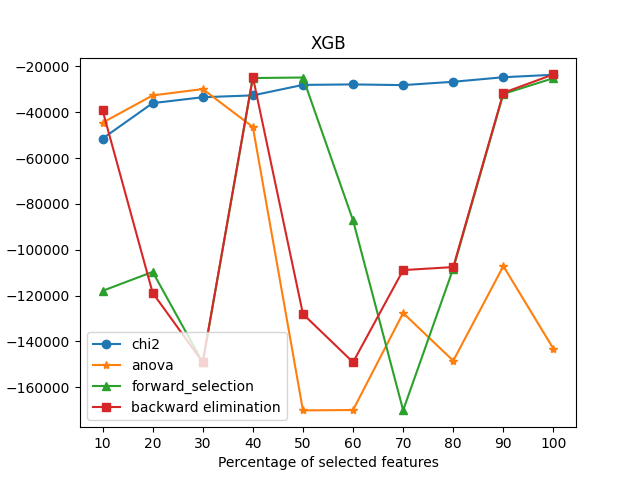 XGB
−20000
−40000
−60000
−80000
−100000
−120000
−140000
−160000
chi2
anova
forward_selection
backward elimination
10 20 30 40 50 60 70 80 90 100
Percentage of selected features